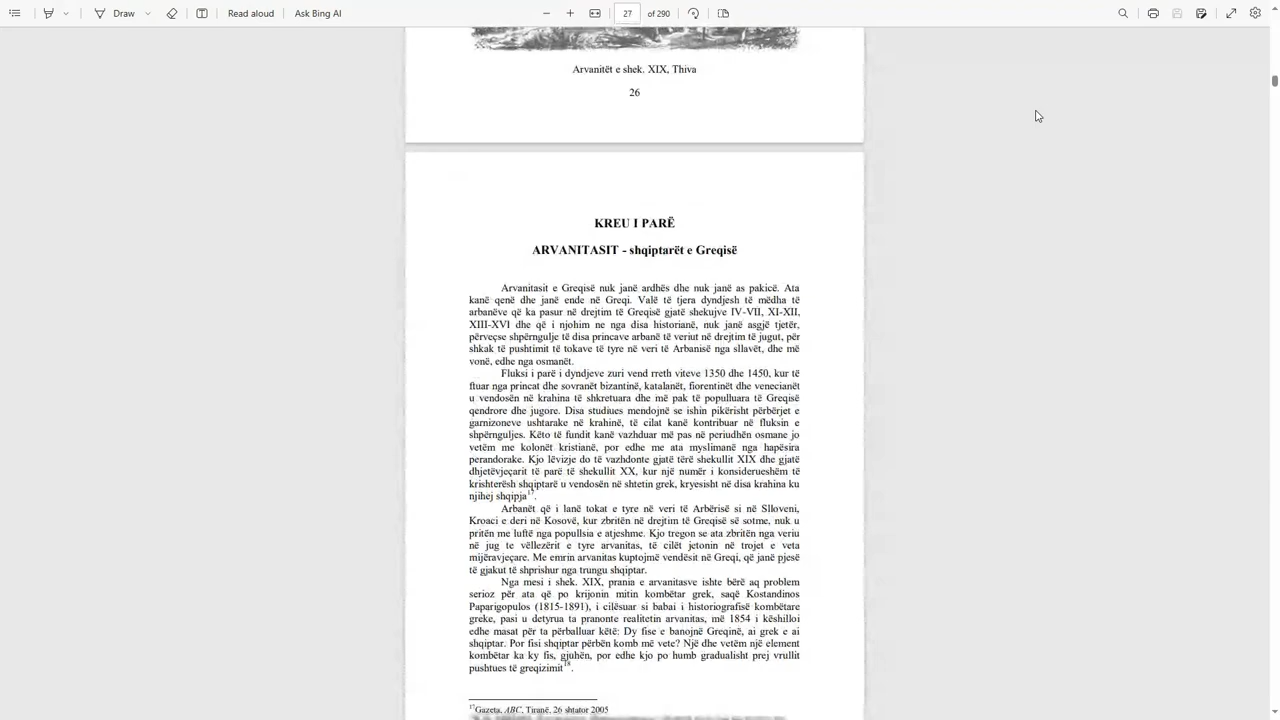 Draw
Read aloud
Ask Bing AI
27 of 290
Arvanitët e shek. XIX, Thiva
26
KREU I PARË
ARVANITASIT - shqiptarët e Greqisë
Arvanitasit e Greqisë nuk janë ardhës dhe nuk janë as pakicë. Ata
kanë qenë dhe janë ende në Greqi. Valë të tjera dyndjesh të mëdha të
arbanëve që ka pasur në drejtim të Greqisë gjatë shekujve IV-VII, XI-XII,
XIII-XVI dhe që i njohim ne nga disa historianë, nuk janë asgjë tjetër,
përveçse shpërngulje të disa princave arbanë të veriut në drejtim të jugut, për
shkak të pushtimit të tokave të tyre në veri të Arbanisë nga sllavët, dhe më
vonë, edhe nga osmanët.
Fluksi i parë i dyndjeve zuri vend rreth viteve 1350 dhe 1450, kur të
ftuar nga princat dhe sovranët bizantinë, katalanët, fiorentinët dhe venecianët
u vendosën në krahina të shkretuara dhe më pak të populluara të Greqisë
qendrore dhe jugore. Disa studiues mendojnë se ishin pikërisht përbërjet e
garnizoneve ushtarake në krahinë, të cilat kanë kontribuar në fluksin e
shpërnguljes. Këto të fundit kanë vazhduar më pas në periudhën osmane jo
vetëm me kolonët kristianë, por edhe me ata myslimanë nga hapësira
perandorake. Kjo lëvizje do të vazhdonte gjatë tërë shekullit XIX dhe gjatë
dhjetëvjeçarit të parë të shekullit XX, kur një numër i konsiderueshëm të
krishterësh shqiptarë u vendosën në shtetin grek, kryesisht në disa krahina ku
njihej shqipja17.
Arbanët që i lanë tokat e tyre në veri të Arbërisë si në Slloveni,
Kroaci e deri në Kosovë, kur zbritën në drejtim të Greqisë së sotme, nuk u
pritën me luftë nga popullsia e atjeshme. Kjo tregon se ata zbritën nga veriu
në jug te vëllezërit e tyre arvanitas, të cilët jetonin në trojet e veta
mijëravjeçare. Me emrin arvanitas kuptojmë vendësit në Greqi, që janë pjesë
të gjakut të shprishur nga trungu shqiptar.
Nga mesi i shek. XIX, prania e arvanitasve ishte bërë aq problem
serioz për ata që po krijonin mitin kombëtar grek, saqë Kostandinos
Paparigopulos (1815-1891), i cilësuar si babai i historiografisë kombëtare
greke, pasi u detyrua ta pranonte realitetin arvanitas, më 1854 i këshilloi
edhe masat për ta përballuar këtë: Dy fise e banojnë Greqinë, ai grek e ai
shqiptar. Por fisi shqiptar përbën komb më vete? Një dhe vetëm një element
kombëtar ka ky fis, gjuhën, por edhe kjo po humb gradualisht prej vrullit
pushtues të greqizimit18.
17Gazeta, ABC, Tiranë, 26 shtator 2005